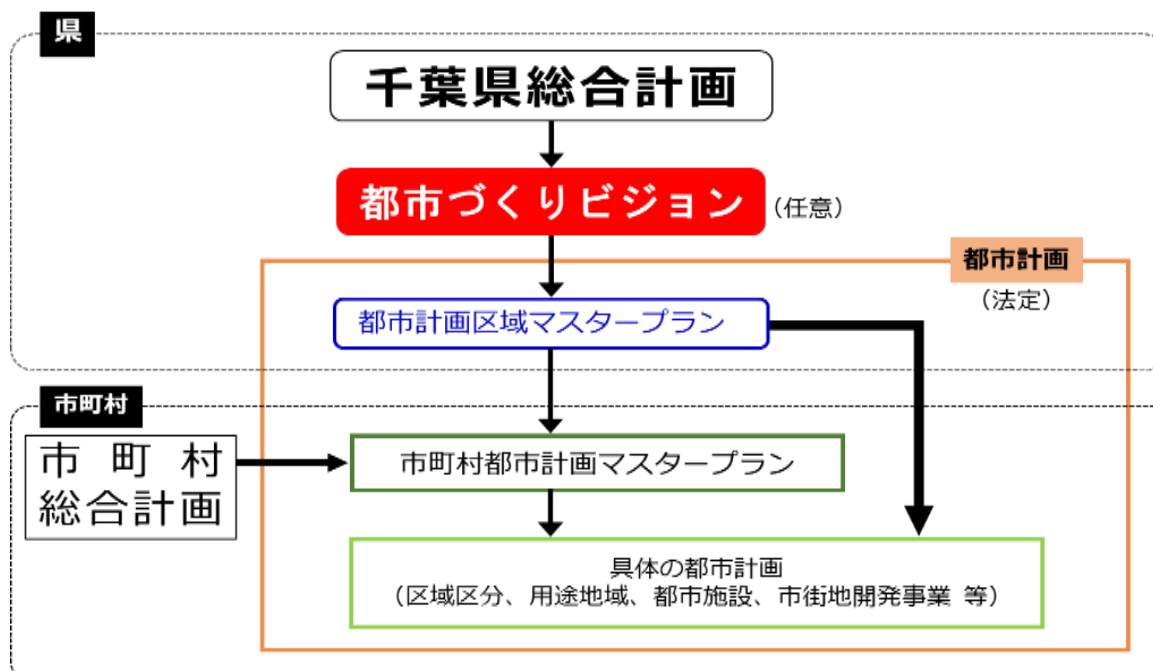 県
千葉県総合計画
都市づくりビジョン (任意)
都市計画
(法定)
都市計画区域マスタープラン
市町村
市町村
総合計画
市町村都市計画マスタープラン
具体の都市計画
(区域区分、用途地域、都市施設、市街地開発事業 等)